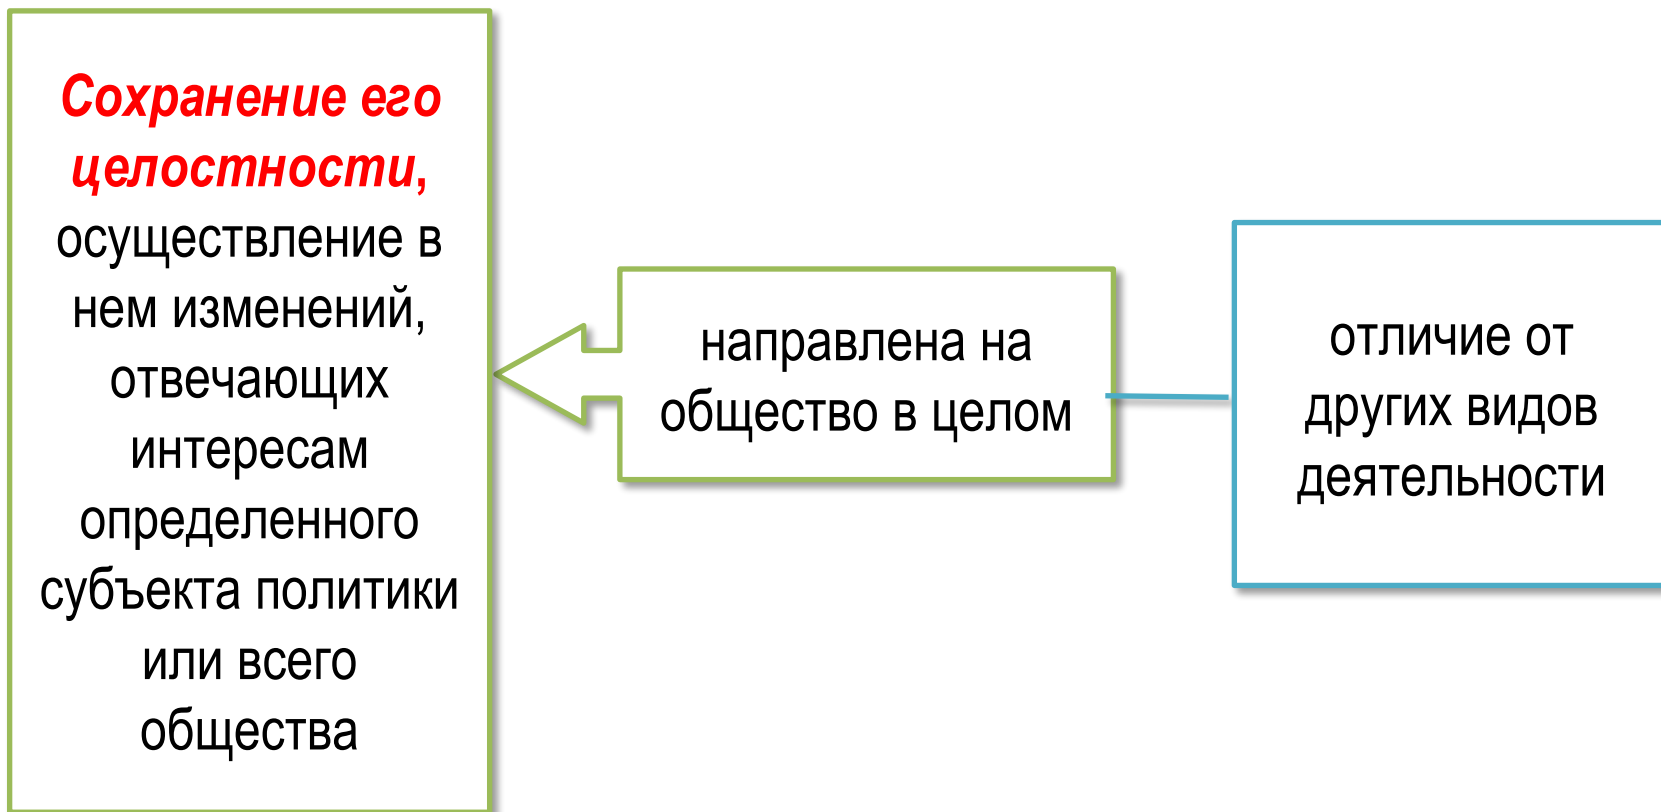 Сохранение его
целостности,
осуществление в
нем изменений,
отвечающих
интересам
определенного
субъекта политики
или всего
общества
направлена на
общество в целом
отличие от
других видов
деятельности